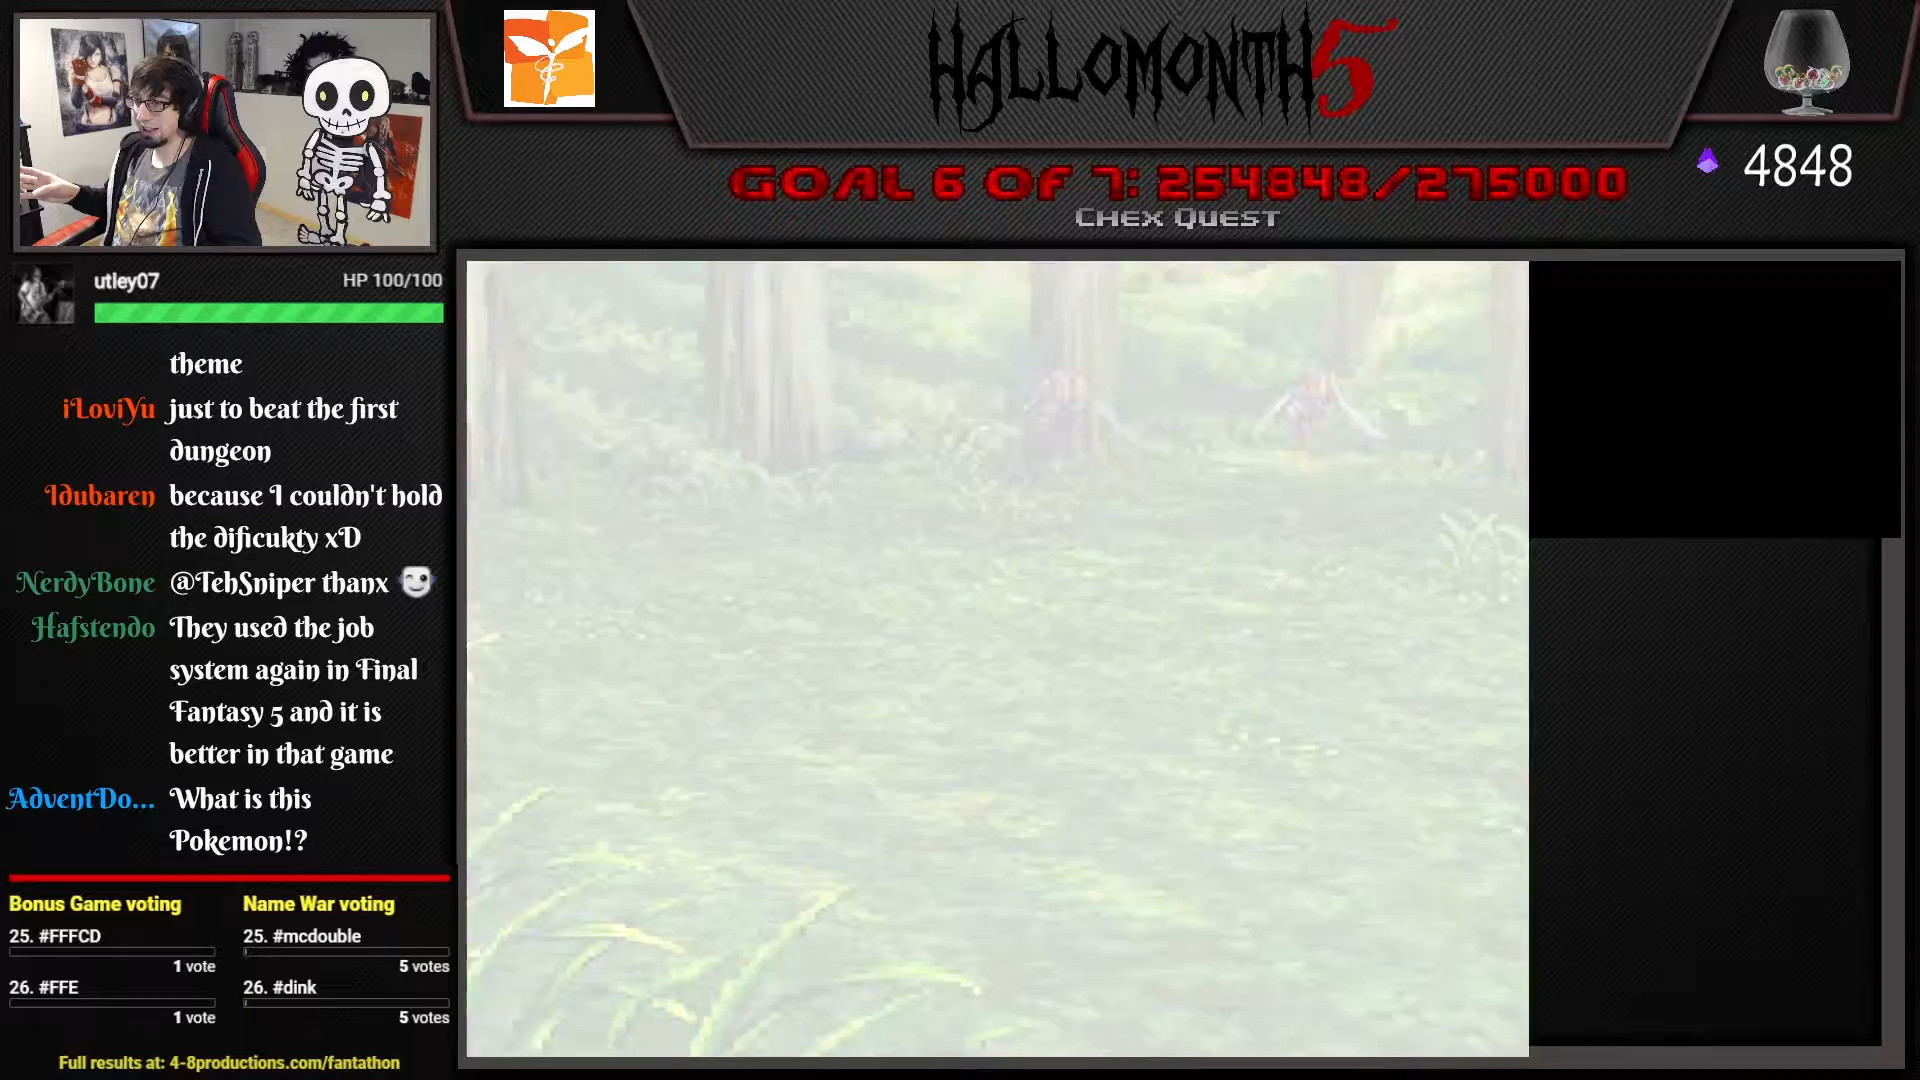 HALLOMONTH5
4848
GOAL 6 OF 7: 254848/275000
CHEX QUEST
utley07 HP 100/100
theme
iLoviYu just to beat the first
dungeon
Idubaren because I couldn't hold
the dificukty xD
NerdyBone @TehSniper thanx
Hafstendo They used the job
system again in Final
Fantasy 5 and it is
better in that game
AdventDo... What is this
Pokemon!?
Bonus Game voting
25. #FFFCD
1 vote
26. #FFE
1 vote
Name War voting
25. #mcdouble
5 votes
26. #dink
5 votes
Full results at: 4-8productions.com/fantathon